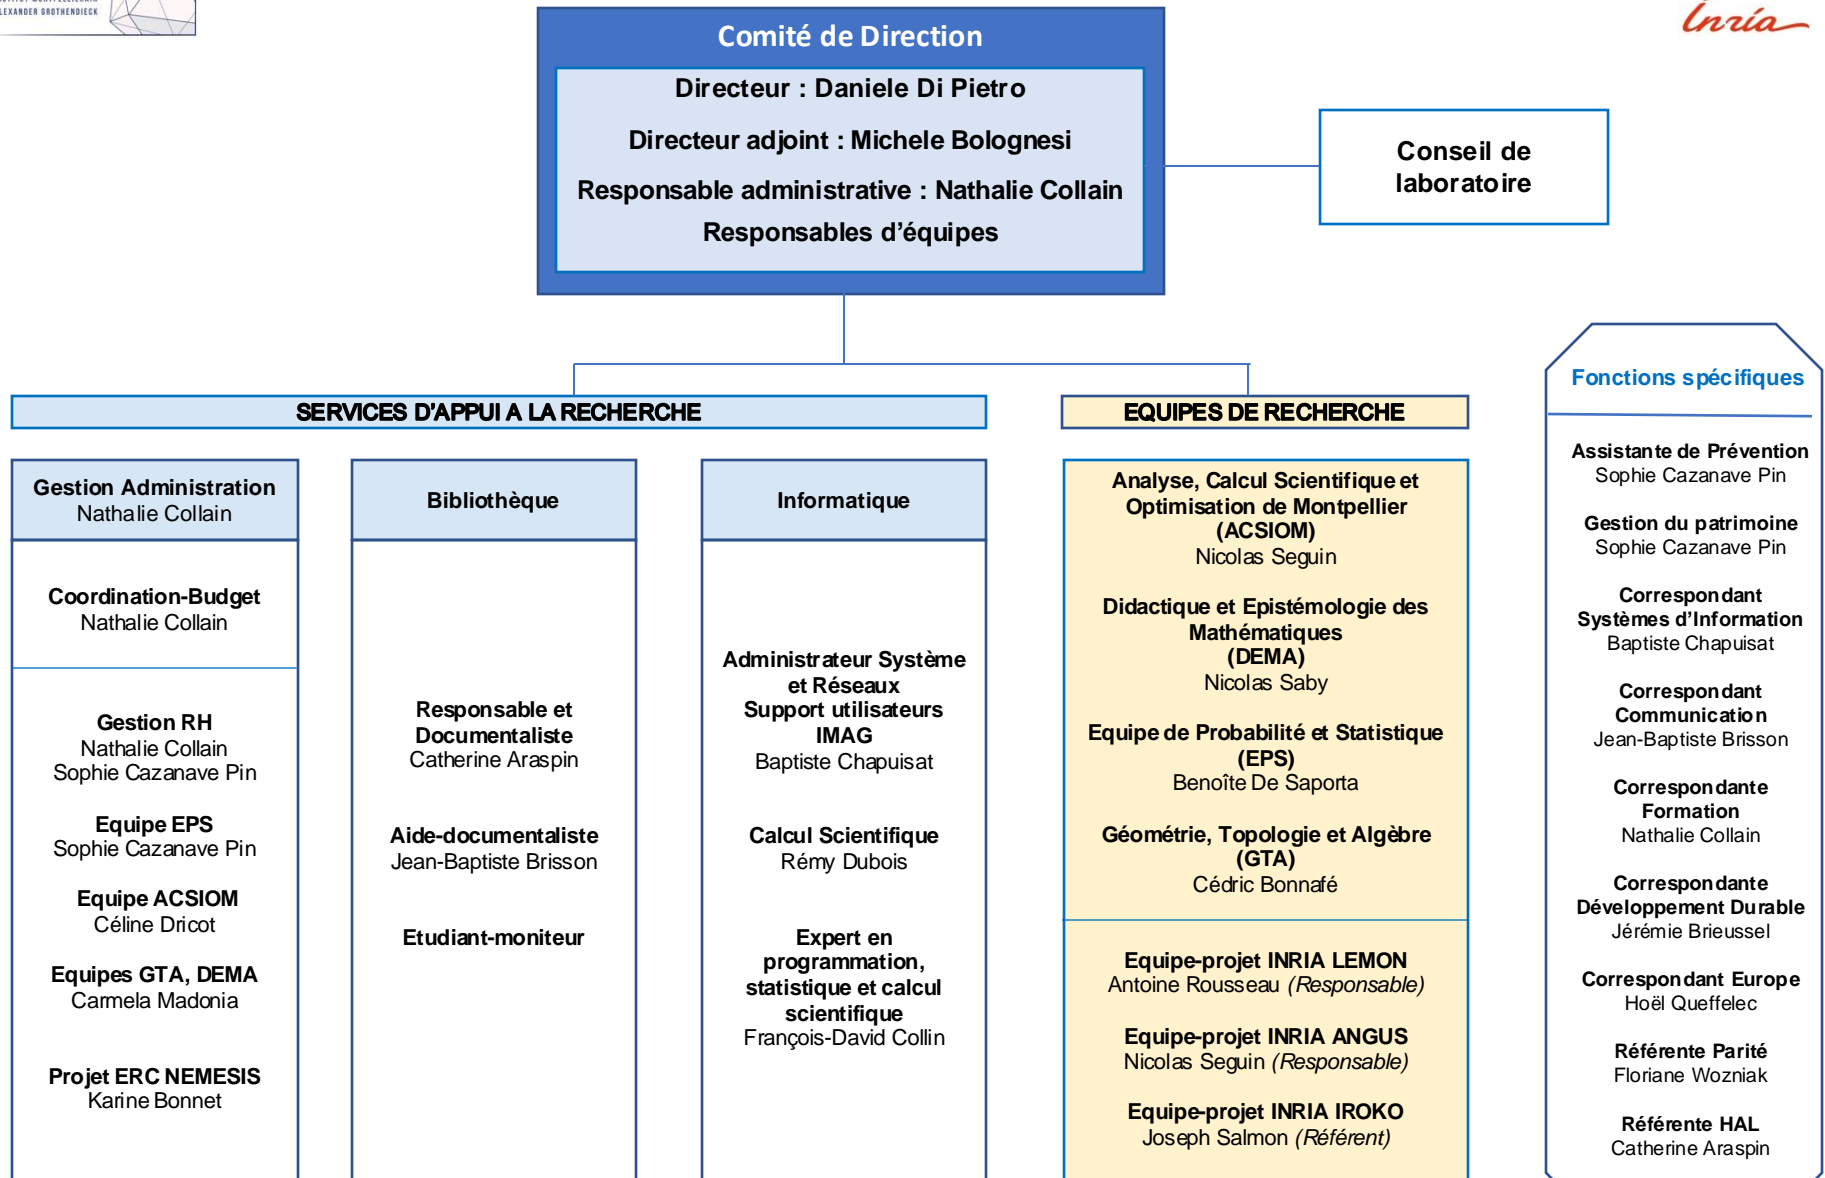 ALEXANDER GROTHENDIECK
Inria
Comité de Direction
Directeur : Daniele Di Pietro
Directeur adjoint : Michele Bolognesi
Responsable administrative : Nathalie Collain
Responsables d’équipes
Conseil de
laboratoire
SERVICES D'APPUI A LA RECHERCHE
Gestion Administration
Nathalie Collain
Coordination-Budget
Nathalie Collain
Gestion RH
Nathalie Collain
Sophie Cazanave Pin
Equipe EPS
Sophie Cazanave Pin
Equipe ACSIOM
Céline Dricot
Equipes GTA, DEMA
Carmela Madonia
Projet ERC NEMESIS
Karine Bonnet
Bibliothèque
Responsable et
Documentaliste
Catherine Araspin
Aide-documentaliste
Jean-Baptiste Brisson
Etudiant-moniteur
Informatique
Administrateur Système
et Réseaux
Support utilisateurs
IMAG
Baptiste Chapuisat
Calcul Scientifique
Rémy Dubois
Expert en
programmation,
statistique et calcul
scientifique
François-David Collin
EQUIPES DE RECHERCHE
Analyse, Calcul Scientifique et
Optimisation de Montpellier
(ACSIOM)
Nicolas Seguin
Didactique et Epistémologie des
Mathématiques
(DEMA)
Nicolas Saby
Equipe de Probabilité et Statistique
(EPS)
Benoîte De Saporta
Géométrie, Topologie et Algèbre
(GTA)
Cédric Bonnafé
Equipe-projet INRIA LEMON
Antoine Rousseau (Responsable)
Equipe-projet INRIA ANGUS
Nicolas Seguin (Responsable)
Equipe-projet INRIA IROKO
Joseph Salmon (Référent)
Fonctions spécifiques
Assistante de Prévention
Sophie Cazanave Pin
Gestion du patrimoine
Sophie Cazanave Pin
Correspondant
Systèmes d’Information
Baptiste Chapuisat
Correspondant
Communication
Jean-Baptiste Brisson
Correspondante
Formation
Nathalie Collain
Correspondante
Développement Durable
Jérémie Brieussel
Correspondant Europe
Hoël Queffelec
Référente Parité
Floriane Wozniak
Référente HAL
Catherine Araspin